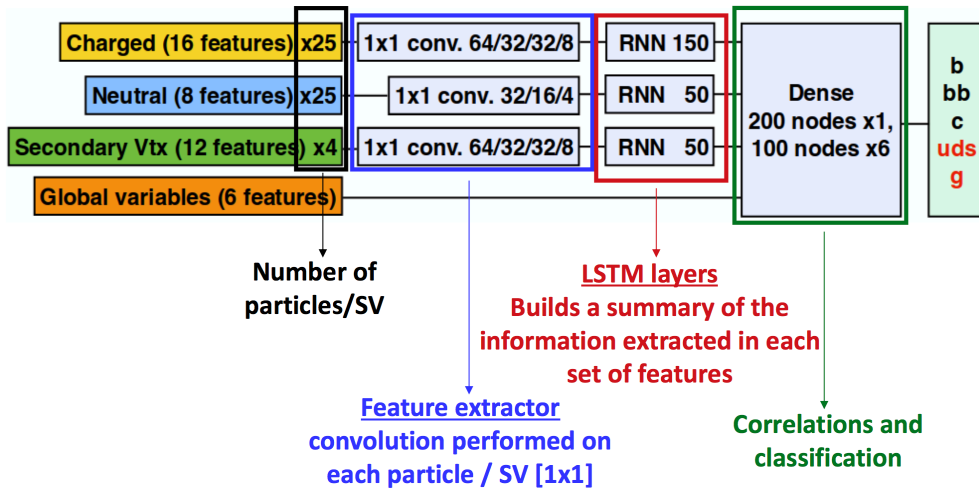 Charged (16 features) x25
1x1 conv. 64/32/32/8
RNN 150
Neutral (8 features) x25
1x1 conv. 32/16/4
RNN 50
Secondary Vtx (12 features) x4
1x1 conv. 64/32/32/8
RNN 50
Global variables (6 features)
Dense
200 nodes x1,
100 nodes x6
b
bb
c
uds
g
Number of
particles/SV
Feature extractor
convolution performed on
each particle / SV [1x1]
LSTM layers
Builds a summary of the
information extracted in each
set of features
Correlations and
classification